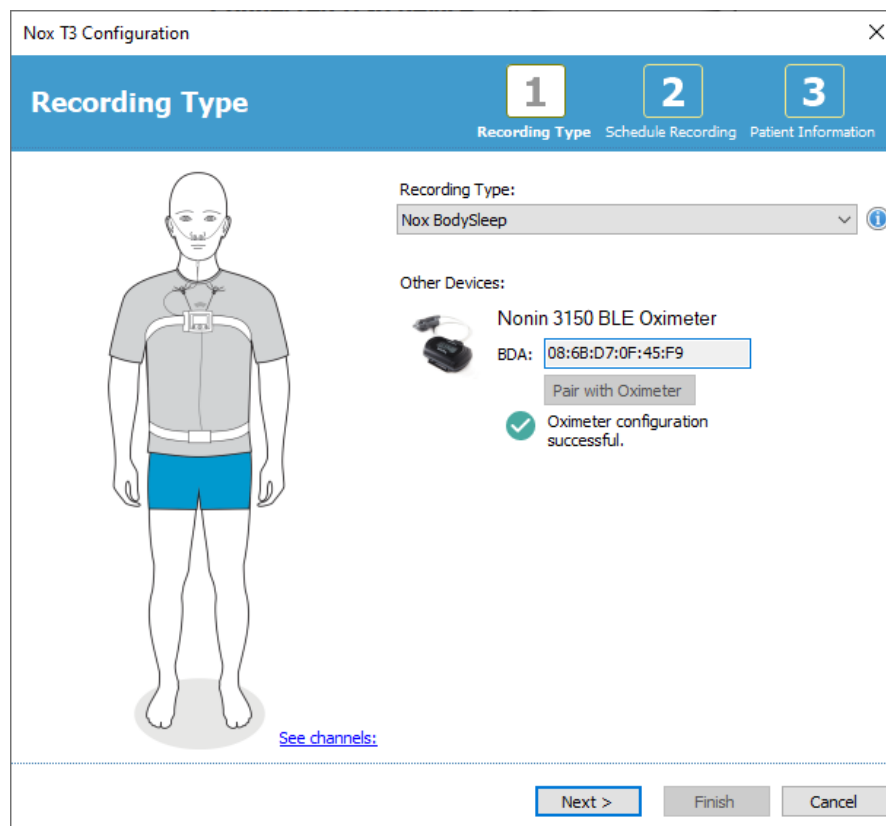 Nox T3 Configuration
Recording Type
1
2
3
Recording Type
Schedule Recording
Patient Information
Recording Type:
Nox BodySleep
Other Devices:
Nonin 3150 BLE Oximeter
BDA:
08:6B:D7:0F:45:F9
Pair with Oximeter
Oximeter configuration
successful.
See channels:
Next >
Finish
Cancel